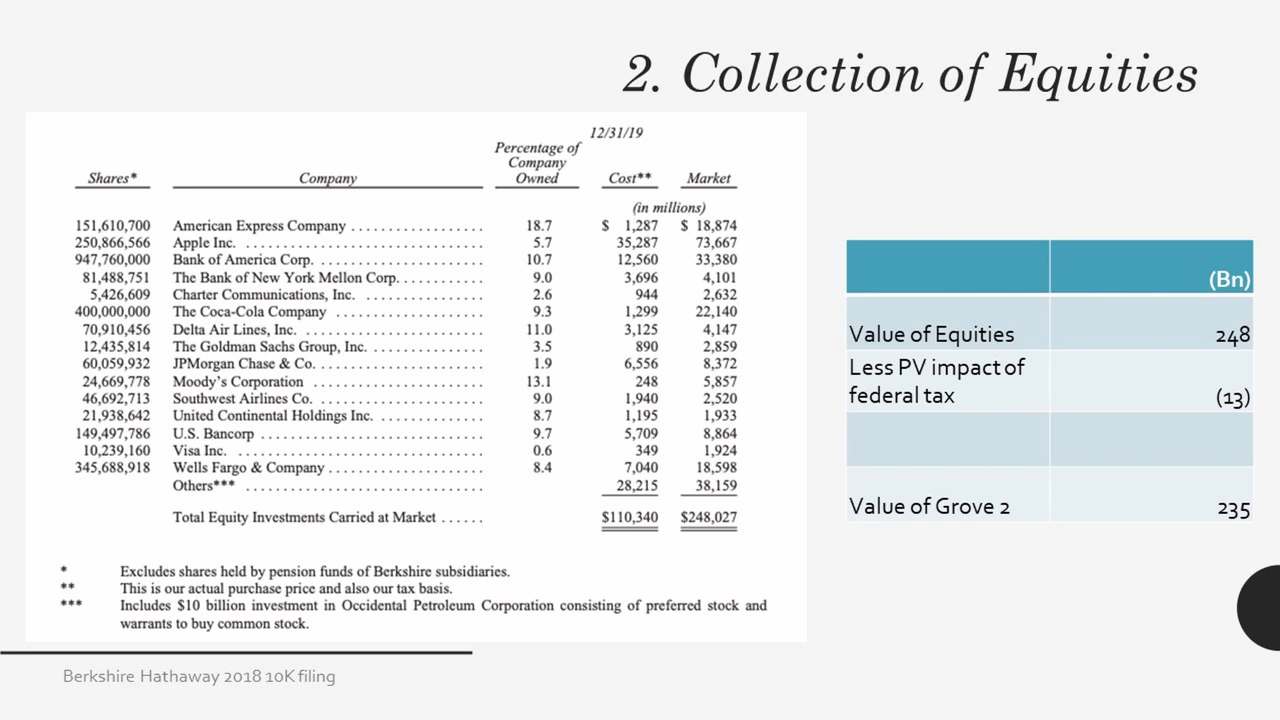 2. Collection of Equities
12/31/19
Percentage of
Company
Shares* Company Owned Cost** Market
(in millions)
151,610,700 American Express Company . . . . . . . . . . . . . . . . . . 18.7 $ 1,287 $ 18,874
250,866,566 Apple Inc. . . . . . . . . . . . . . . . . . . . . . . . . . . . . . . . 5.7 35,287 73,667
947,760,000 Bank of America Corp. . . . . . . . . . . . . . . . . . . . . . 10.7 12,560 33,380
81,488,751 The Bank of New York Mellon Corp. . . . . . . . . . . 9.0 3,696 4,101
5,426,609 Charter Communications, Inc. . . . . . . . . . . . . . . . 2.6 944 2,632
400,000,000 The Coca-Cola Company . . . . . . . . . . . . . . . . . . . . 9.3 1,299 22,140
70,910,456 Delta Air Lines, Inc. . . . . . . . . . . . . . . . . . . . . . . . 11.0 3,125 4,147
12,435,814 The Goldman Sachs Group, Inc. . . . . . . . . . . . . . . 3.5 890 2,859
60,059,932 JPMorgan Chase & Co. . . . . . . . . . . . . . . . . . . . . . 1.9 6,556 8,372
24,669,778 Moody’s Corporation . . . . . . . . . . . . . . . . . . . . . . 13.1 248 5,857
46,692,713 Southwest Airlines Co. . . . . . . . . . . . . . . . . . . . . . 9.0 1,940 2,520
21,938,642 United Continental Holdings Inc. . . . . . . . . . . . . . 8.7 1,195 1,933
149,497,786 U.S. Bancorp . . . . . . . . . . . . . . . . . . . . . . . . . . . . . 9.7 5,709 8,864
10,239,160 Visa Inc. . . . . . . . . . . . . . . . . . . . . . . . . . . . . . . . . 0.6 349 1,924
345,688,918 Wells Fargo & Company . . . . . . . . . . . . . . . . . . . . 8.4 7,040 18,598
Others*** . . . . . . . . . . . . . . . . . . . . . . . . . . . . . . . 28,215 38,159
Total Equity Investments Carried at Market . . . . . . $110,340 $248,027
* Excludes shares held by pension funds of Berkshire subsidiaries.
** This is our actual purchase price and also our tax basis.
*** Includes $10 billion investment in Occidental Petroleum Corporation consisting of preferred stock and
warrants to buy common stock.
(Bn)
Value of Equities 248
Less PV impact of
federal tax (13)
Value of Grove 2 235
Berkshire Hathaway 2018 10K filing